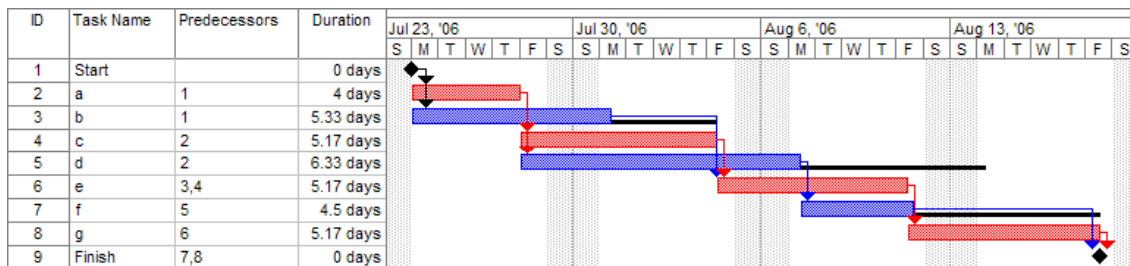 ID Task Name Predecessors Duration Jul 23, '06 Jul 30, '06 Aug 6, '06 Aug 13, '06
S M T W T F S S M T W T F S S M T W T F S S M T W T F S
1 Start 0 days
2 a 1 4 days
3 b 1 5.33 days
4 c 2 5.17 days
5 d 2 6.33 days
6 e 3,4 5.17 days
7 f 5 4.5 days
8 g 6 5.17 days
9 Finish 7,8 0 days